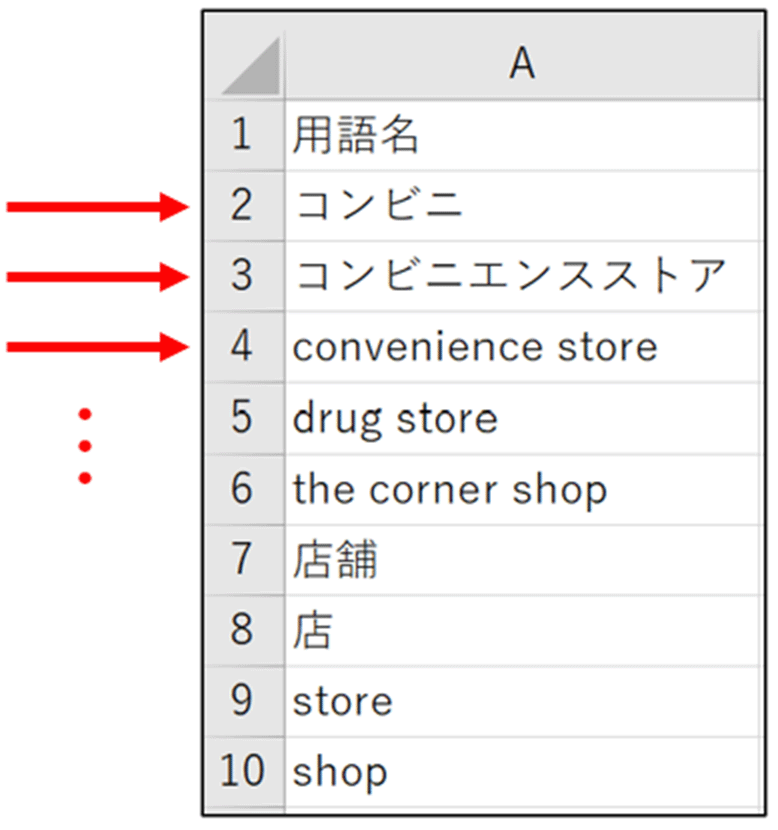 A
1 用語名
2 コンビニ
3 コンビニエンスストア
4 convenience store
5 drug store
6 the corner shop
7 店舗
8 店
9 store
10 shop